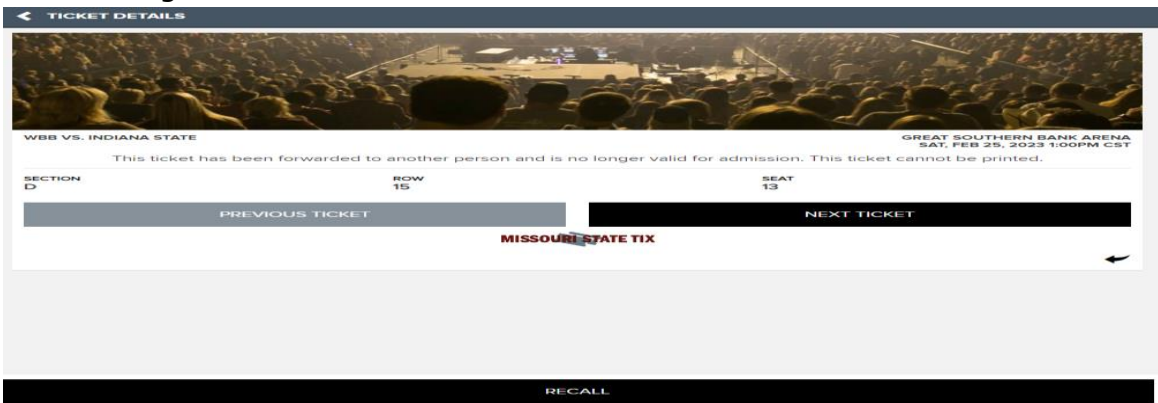 TICKET DETAILS
WBB VS. INDIANA STATE
GREAT SOUTHERN BANK ARENA
SAT, FEB 25, 2023 1:00PM CST
This ticket has been forwarded to another person and is no longer valid for admission. This ticket cannot be printed.
SECTION ROW SEAT
D 15 13
PREVIOUS TICKET NEXT TICKET
MISSOURI STATE TIX
RECALL